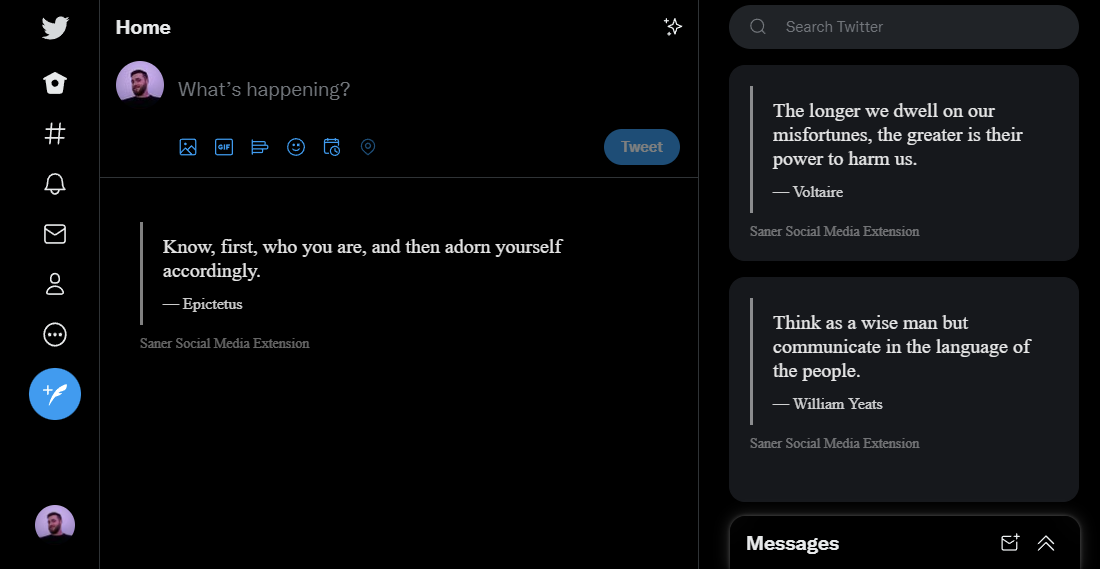 Home
What's happening?
GIF
Tweet
Know, first, who you are, and then adorn yourself
accordingly.
— Epictetus
Saner Social Media Extension
Search Twitter
The longer we dwell on our
misfortunes, the greater is their
power to harm us.
— Voltaire
Saner Social Media Extension
Think as a wise man but
communicate in the language of
the people.
— William Yeats
Saner Social Media Extension
Messages